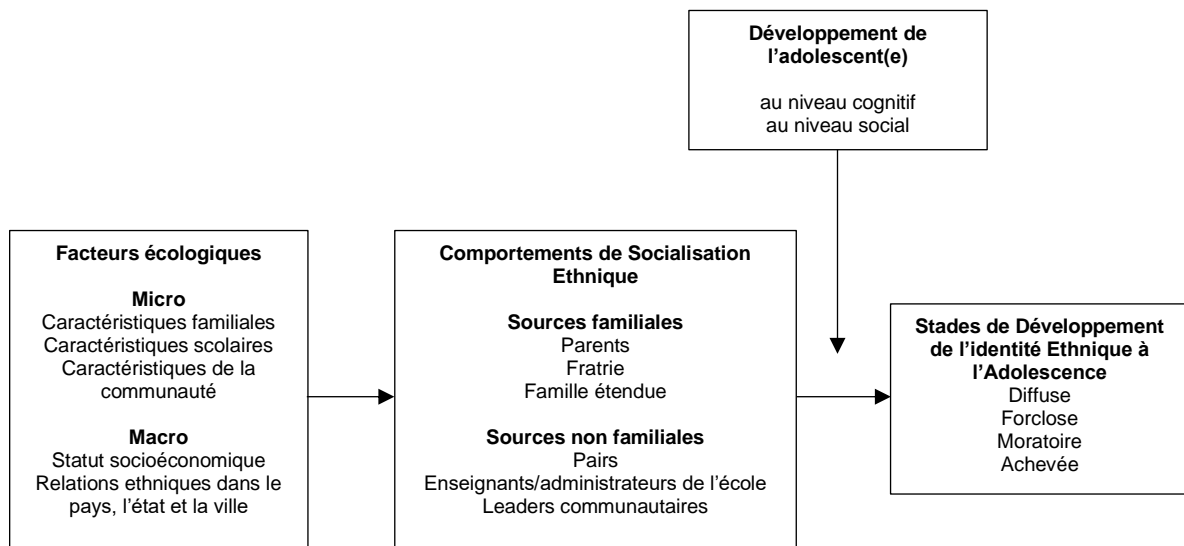 Développement de
l'adolescent(e)
au niveau cognitif
au niveau social
Facteurs écologiques
Micro
Caractéristiques familiales
Caractéristiques scolaires
Caractéristiques de la
communauté
Macro
Statut socioéconomique
Relations ethniques dans le
pays, l'état et la ville
Comportements de Socialisation
Ethnique
Sources familiales
Parents
Fratrie
Famille étendue
Sources non familiales
Pairs
Enseignants/administrateurs de l'école
Leaders communautaires
Stades de Développement
de l'identité Ethnique à
l'Adolescence
Diffuse
Forclose
Moratoire
Achevée